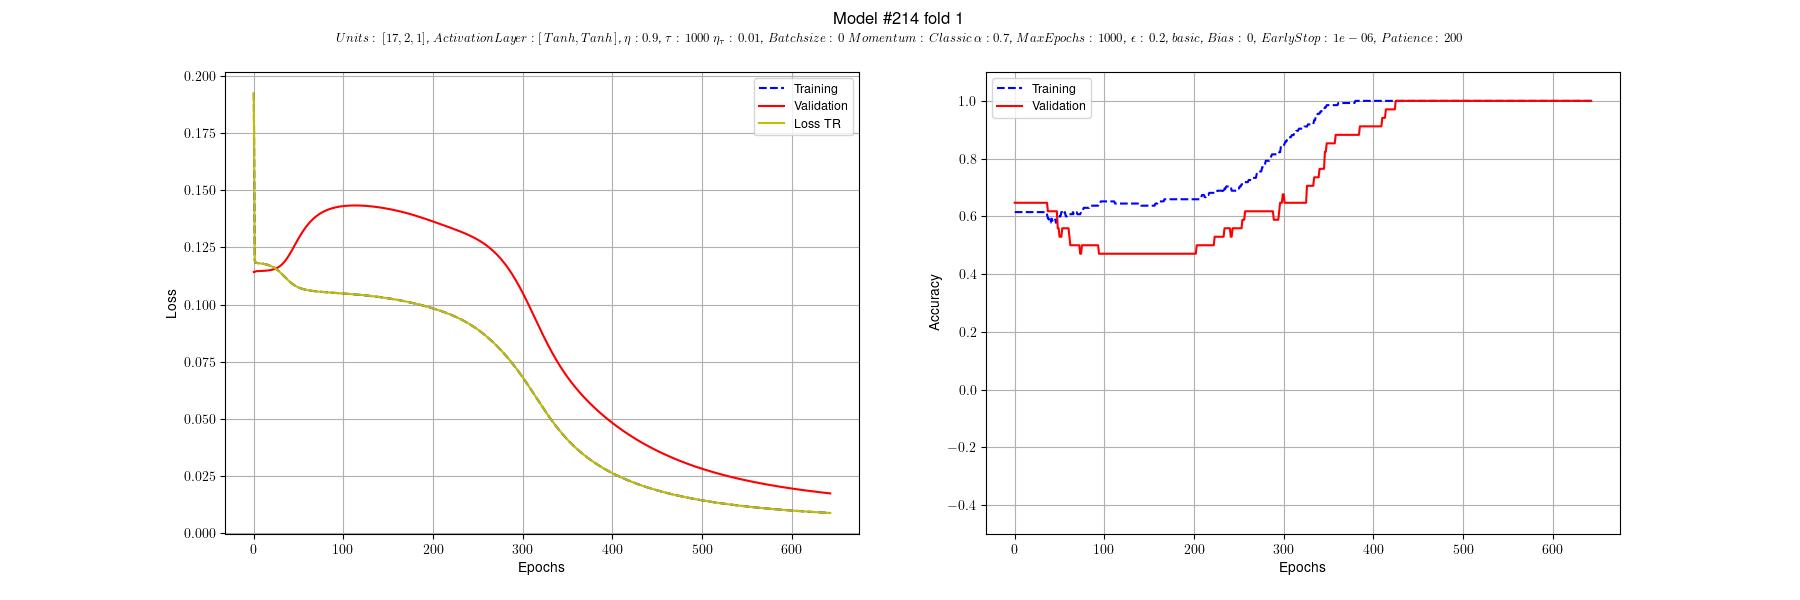 Model #214 fold 1
Units : [17, 2, 1], ActivationLayer : [Tanh, Tanh], η : 0.9, τ : 1000 η_τ : 0.01, Batchsize : 0 Momentum : Classic α : 0.7, MaxEpochs : 1000, ϵ : 0.2, basic, Bias : 0, EarlyStop : 1e − 06, Patience : 200
0.200
0.175
0.150
0.125
0.100
0.075
0.050
0.025
0.000
Loss
Training
Validation
Loss TR
0 100 200 300 400 500 600
Epochs
1.0
0.8
0.6
0.4
0.2
0.0
−0.2
−0.4
Accuracy
Training
Validation
0 100 200 300 400 500 600
Epochs